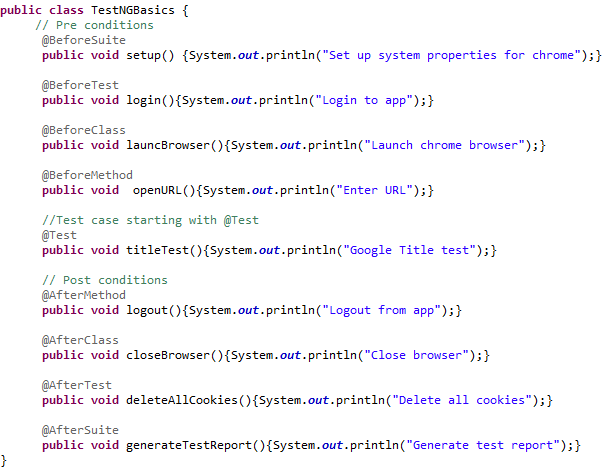 public class TestNGBasics {
// Pre conditions
@BeforeSuite
public void setup() {System.out.println("Set up system properties for chrome");}
@BeforeTest
public void login(){System.out.println("Login to app");}
@BeforeClass
public void launcBrowser(){System.out.println("Launch chrome browser");}
@BeforeMethod
public void  openURL(){System.out.println("Enter URL");}
//Test case starting with @Test
@Test
public void titleTest(){System.out.println("Google Title test");}
// Post conditions
@AfterMethod
public void logout(){System.out.println("Logout from app");}
@AfterClass
public void closeBrowser(){System.out.println("Close browser");}
@AfterTest
public void deleteAllCookies(){System.out.println("Delete all cookies");}
@AfterSuite
public void generateTestReport(){System.out.println("Generate test report");}
}